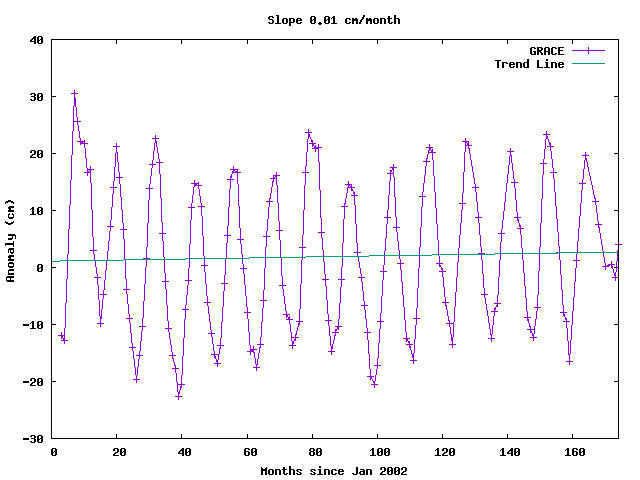 Slope 0.01 cm/month
GRACE
Trend Line
Anomaly (cm)
40
30
20
10
0
-10
-20
-30
0 20 40 60 80 100 120 140 160
Months since Jan 2002